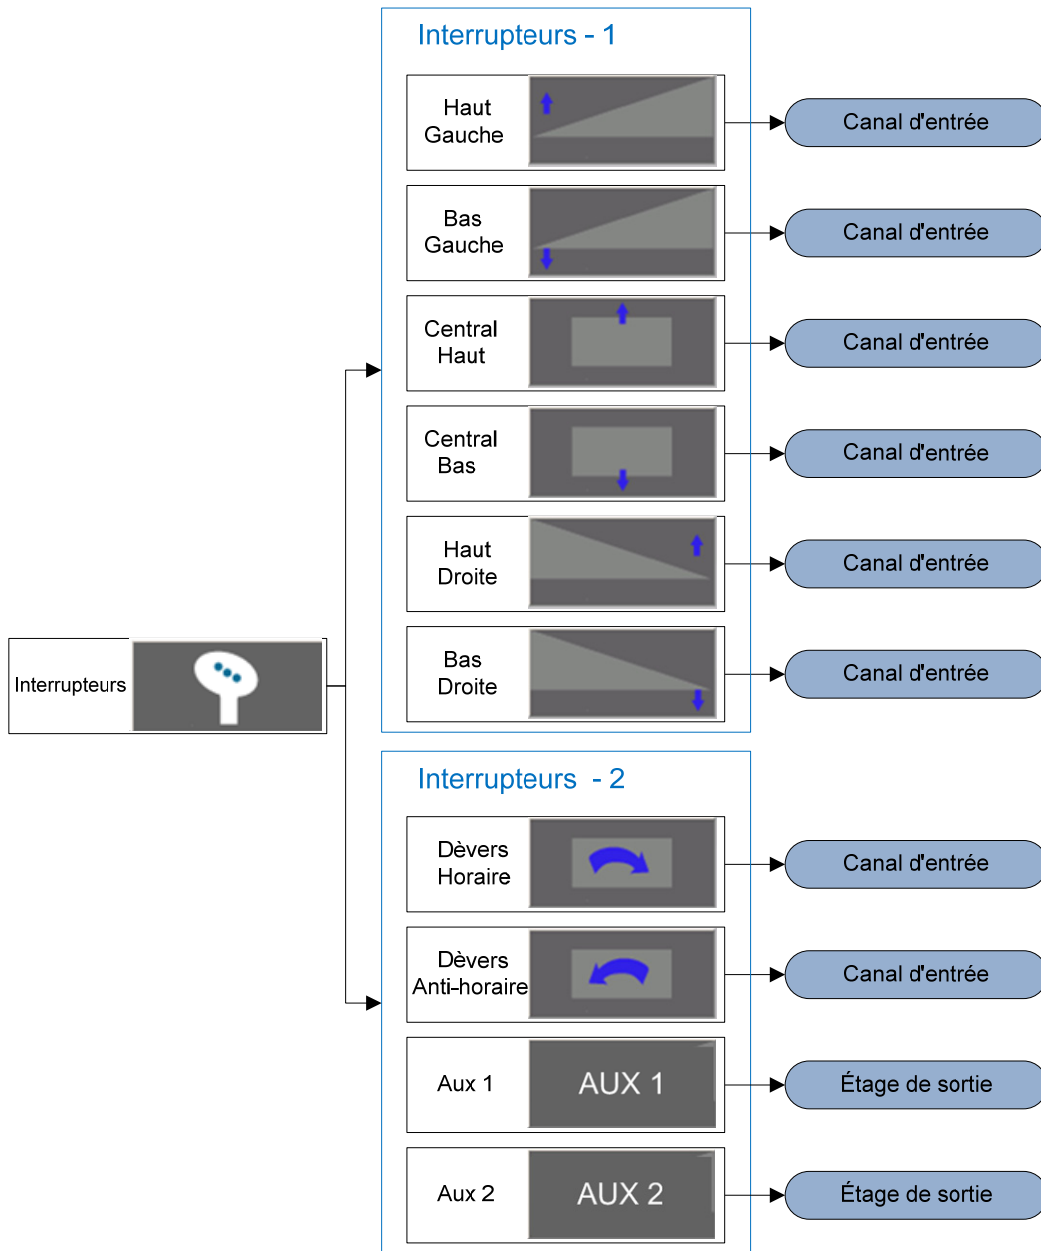 Interrupteurs - 1
Haut
Gauche
Canal d'entrée
Bas
Gauche
Canal d'entrée
Central
Haut
Canal d'entrée
Central
Bas
Canal d'entrée
Haut
Droite
Canal d'entrée
Bas
Droite
Canal d'entrée
Interrupteurs
Interrupteurs - 2
Dèvers
Horaire
Canal d'entrée
Dèvers
Anti-horaire
Canal d'entrée
Aux 1
AUX 1
Étage de sortie
Aux 2
AUX 2
Étage de sortie